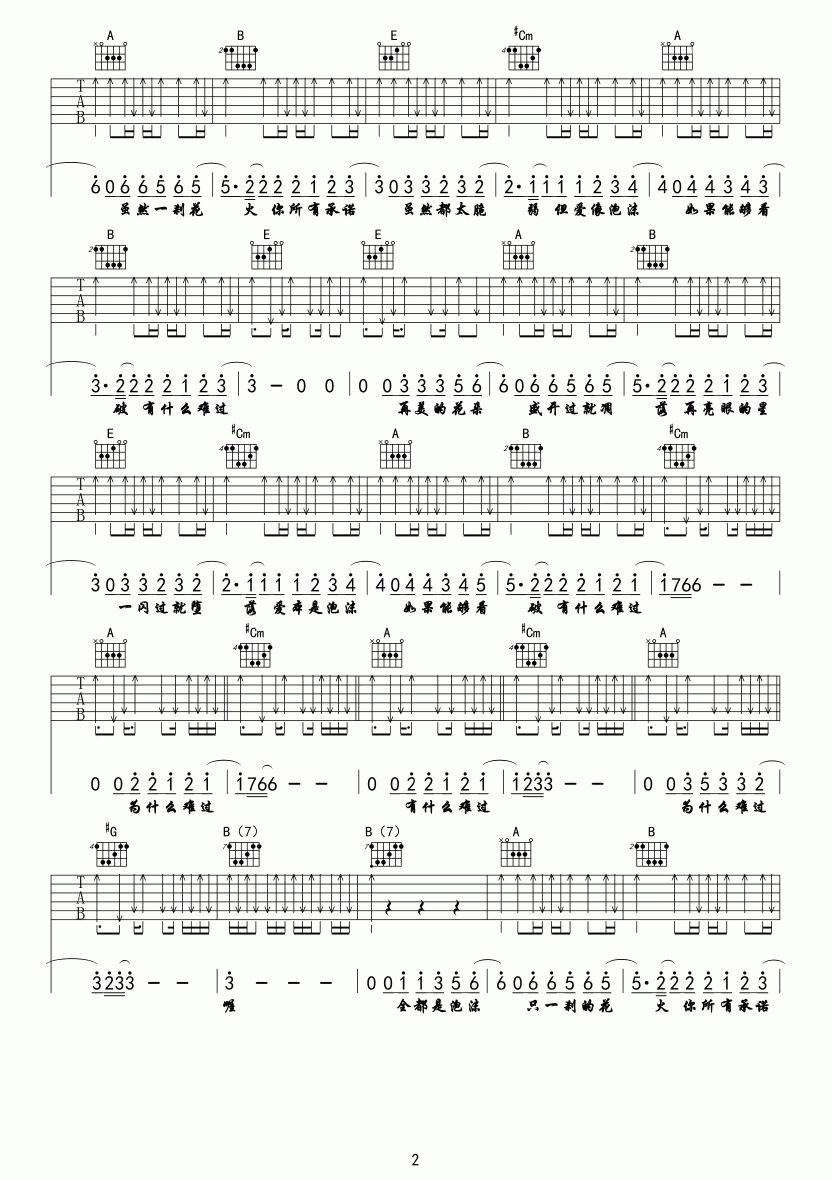 A B E #Cm A
T A B
6 0 6 6 5 6 5 | 5· 2 2 2 2 1 2 3 | 3 0 3 3 2 3 2 | 2· 1 1 1 1 2 3 4 | 4 0 4 4 3 4 3
虽然一刹花 火 你所有承诺 虽然都太脆 弱 但爱像泡沫 如果能够看
B E E A B
T A B
3· 2 2 2 2 1 2 3 | 3 - 0 0 | 0 0 3 3 3 5 6 | 6 0 6 6 5 6 5 | 5· 2 2 2 2 1 2 3
破 有什么难过 再美的花朵 盛开过就凋 落 再亮眼的星
E #Cm A B #Cm
T A B
3 0 3 3 2 3 2 | 2· 1 1 1 1 2 3 4 | 4 0 4 4 3 4 5 | 5· 2 2 2 2 1 2 1 | 1 7 6 6 - -
一闪过就堕 落 爱本是泡沫 如果能够看 破 有什么难过
A #Cm A #Cm A
T A B
0 0 2 2 1 2 1 | 1 7 6 6 - - | 0 0 2 2 1 2 1 | 1 2 3 3 - - | 0 0 3 5 3 3 2
为什么难过 有什么难过 为什么难过
#G B(7) B(7) A B
T A B
3 2 3 3 - - | 3 - - - | 0 0 1 1 3 5 6 | 6 0 6 6 5 6 5 | 5· 2 2 2 2 1 2 3
喔 全都是泡沫 只一刹的花 火 你所有承诺
2